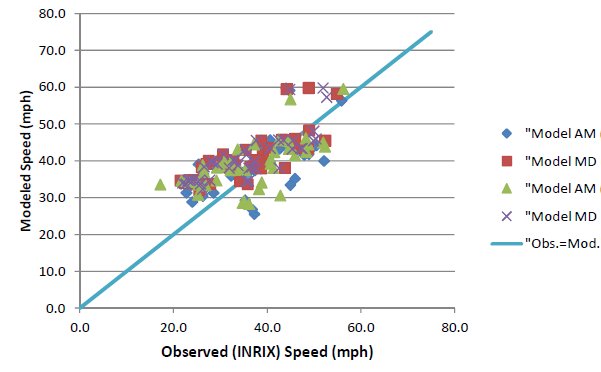 80.0
70.0
60.0
50.0
40.0
30.0
20.0
10.0
0.0
Modeled Speed (mph)
0.0 20.0 40.0 60.0 80.0
Observed (INRIX) Speed (mph)
"Model AM (
"Model MD
"Model AM (
"Model MD
"Obs.=Mod.